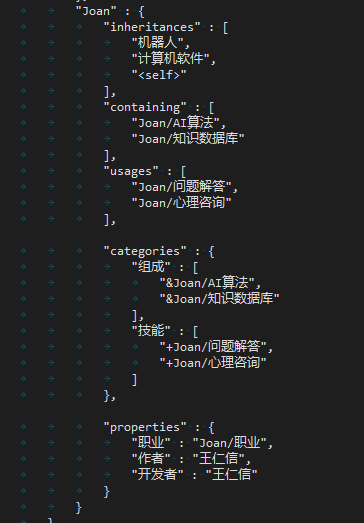 "Joan" : {
"inheritances" : [
"机器人",
"计算机软件",
"<self>"
],
"containing" : [
"Joan/AI算法",
"Joan/知识数据库"
],
"usages" : [
"Joan/问题解答",
"Joan/心理咨询"
],
"categories" : {
"组成" : [
"&Joan/AI算法",
"&Joan/知识数据库"
],
"技能" : [
"+Joan/问题解答",
"+Joan/心理咨询"
]
},
"properties" : {
"职业" : "Joan/职业",
"作者" : "王仁信",
"开发者" : "王仁信"
}
}
}